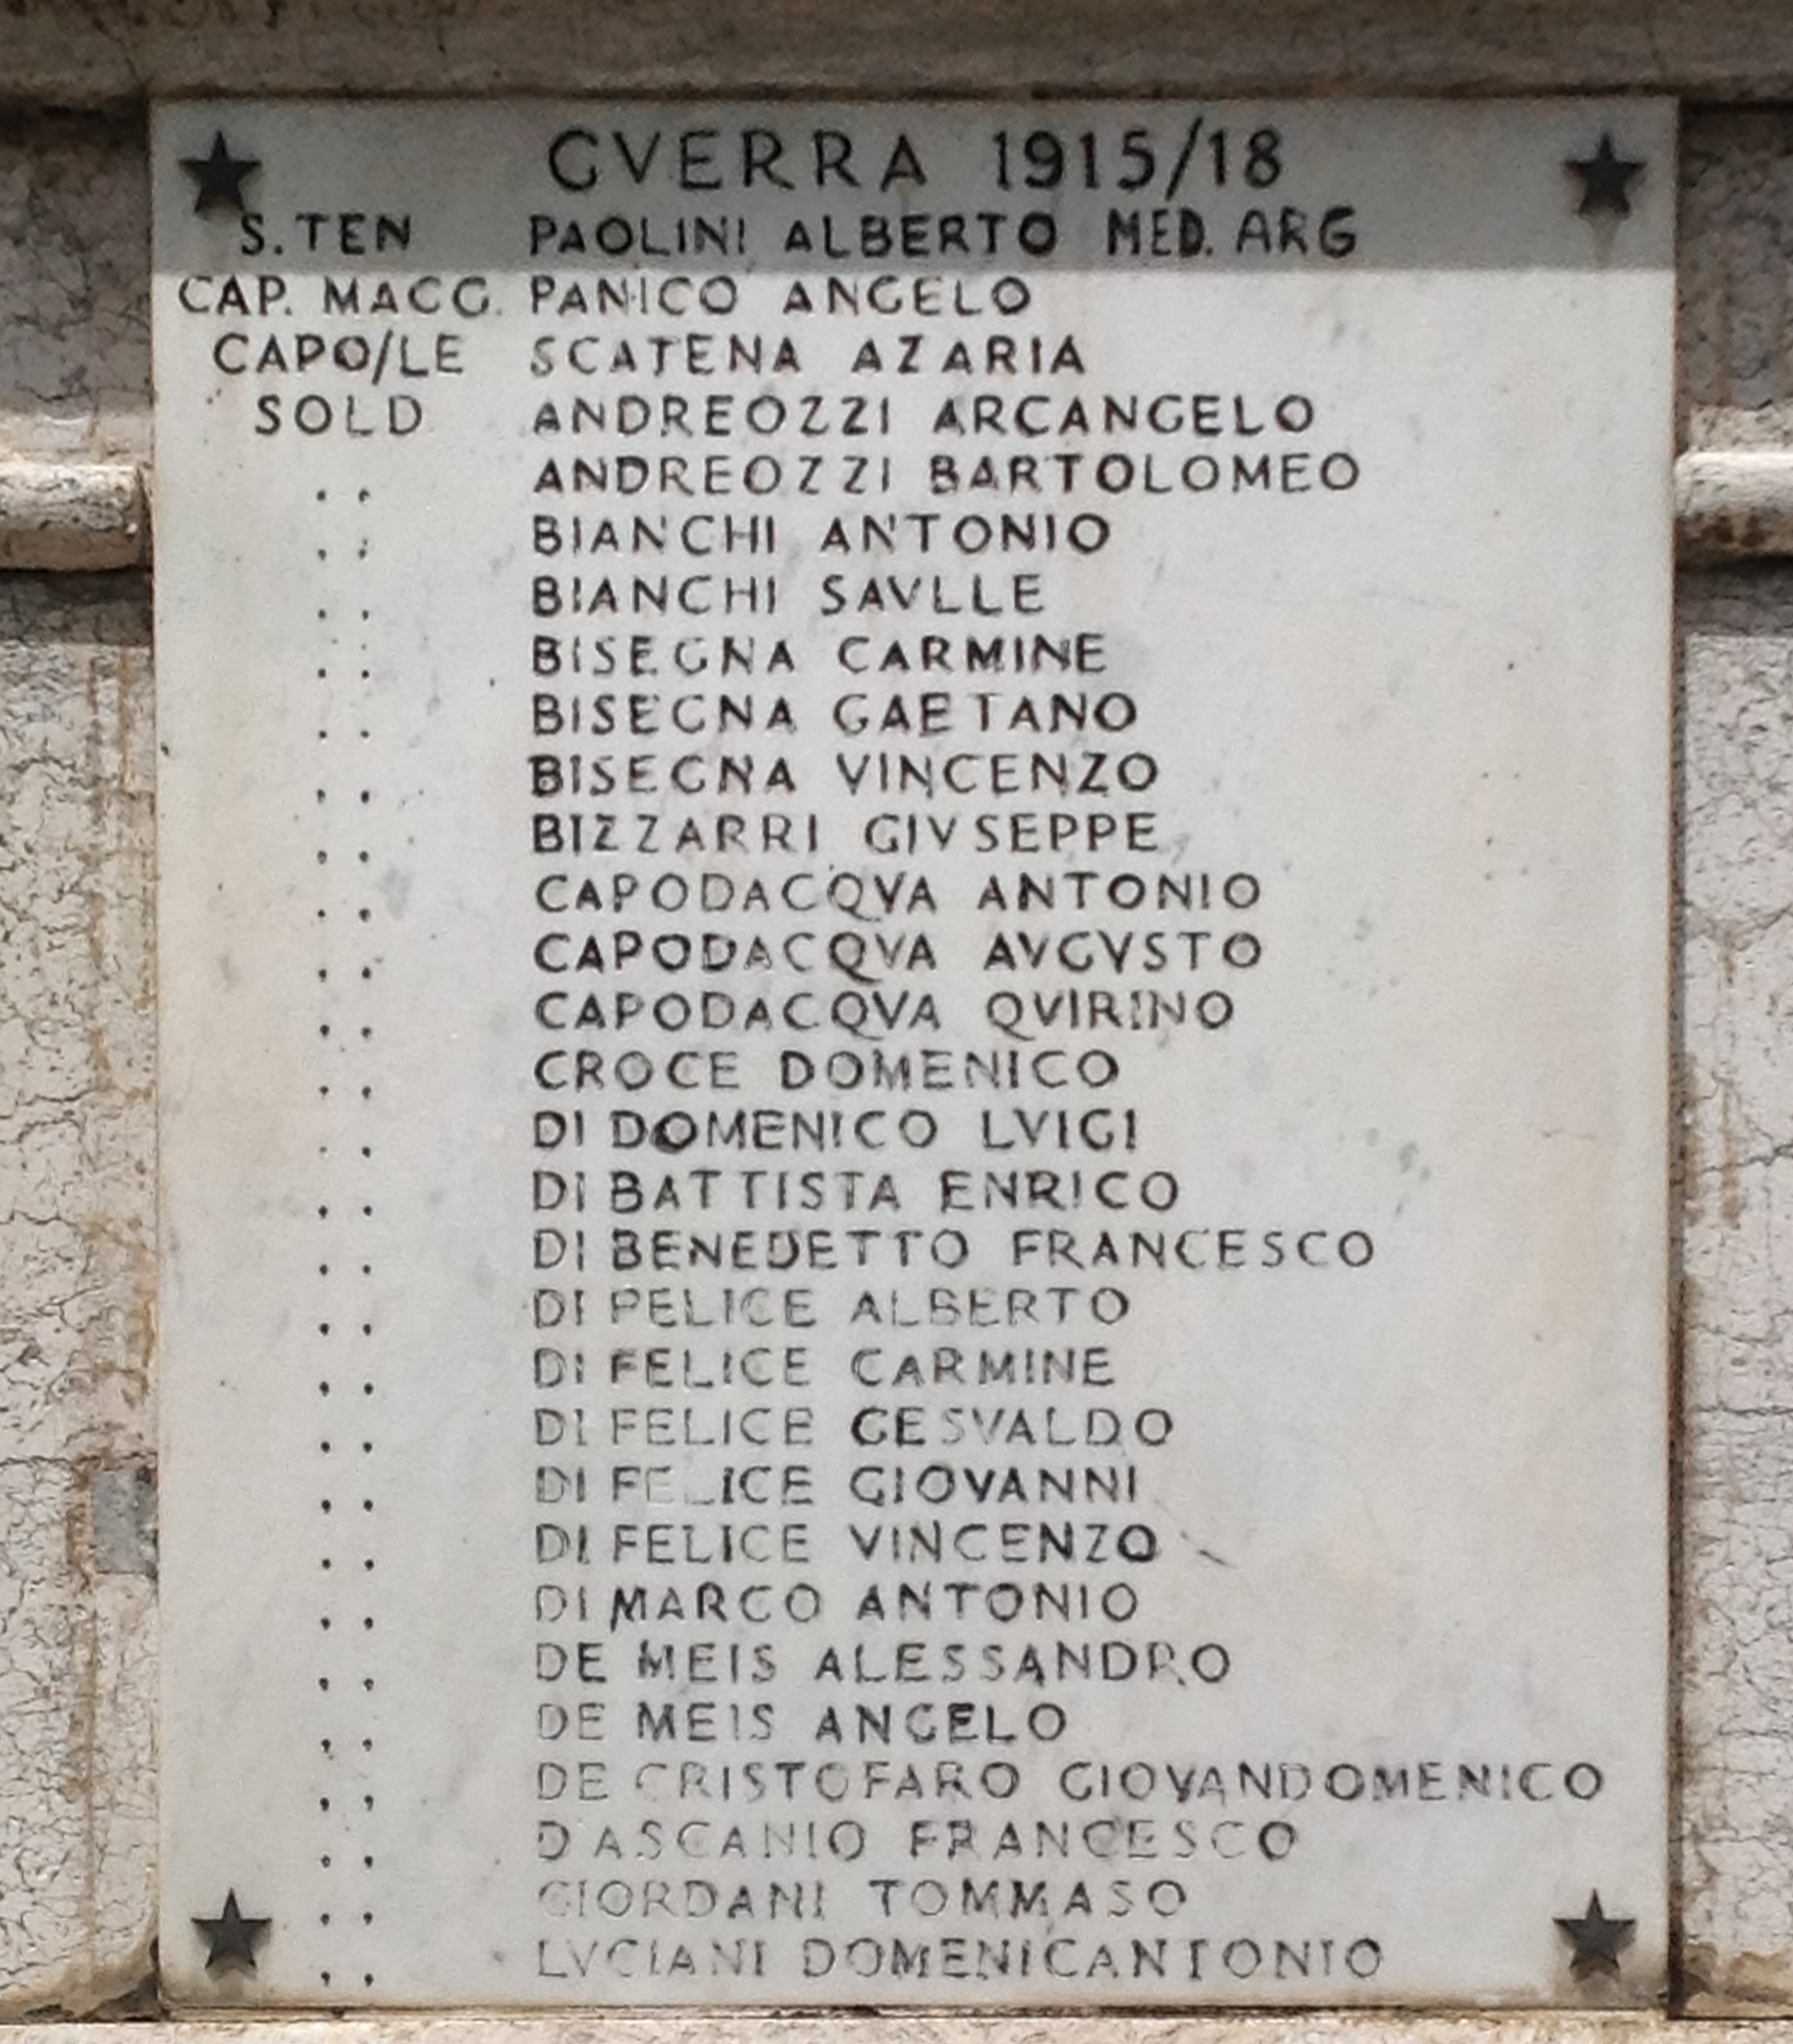 GVERRA 1915/18
S.TEN PAOLINI ALBERTO MED. ARG
CAP. MAGG. PANICO ANGELO
CAPO/LE SCATENA AZARIA
SOLD ANDREOZZI ARCANGELO
.. ANDREOZZI BARTOLOMEO
.. BIANCHI ANTONIO
.. BIANCHI SAVLLE
.. BISEGNA CARMINE
.. BISEGNA GAETANO
.. BISEGNA VINCENZO
.. BIZZARRI GIVSEPPE
.. CAPODACQVA ANTONIO
.. CAPODACQVA AVGVSTO
.. CAPODACQVA QVIRINO
.. CROCE DOMENICO
.. DI DOMENICO LVIGI
.. DI BATTISTA ENRICO
.. DI BENEDETTO FRANCESCO
.. DI FELICE ALBERTO
.. DI FELICE CARMINE
.. DI FELICE GESVALDO
.. DI FELICE GIOVANNI
.. DI FELICE VINCENZO
.. DI MARCO ANTONIO
.. DE MEIS ALESSANDRO
.. DE MEIS ANGELO
.. DE CRISTOFARO GIOVANDOMENICO
.. D ASCANIO FRANCESCO
.. GIORDANI TOMMASO
.. LVCIANI DOMENICANTONIO